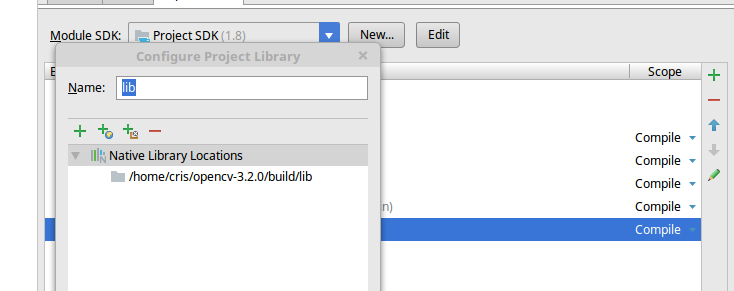 Module SDK: Project SDK (1.8) New... Edit
Configure Project Library
Scope
Name: lib
Compile
Native Library Locations
Compile
/home/cris/opencv-3.2.0/build/lib
Compile
n) Compile
Compile